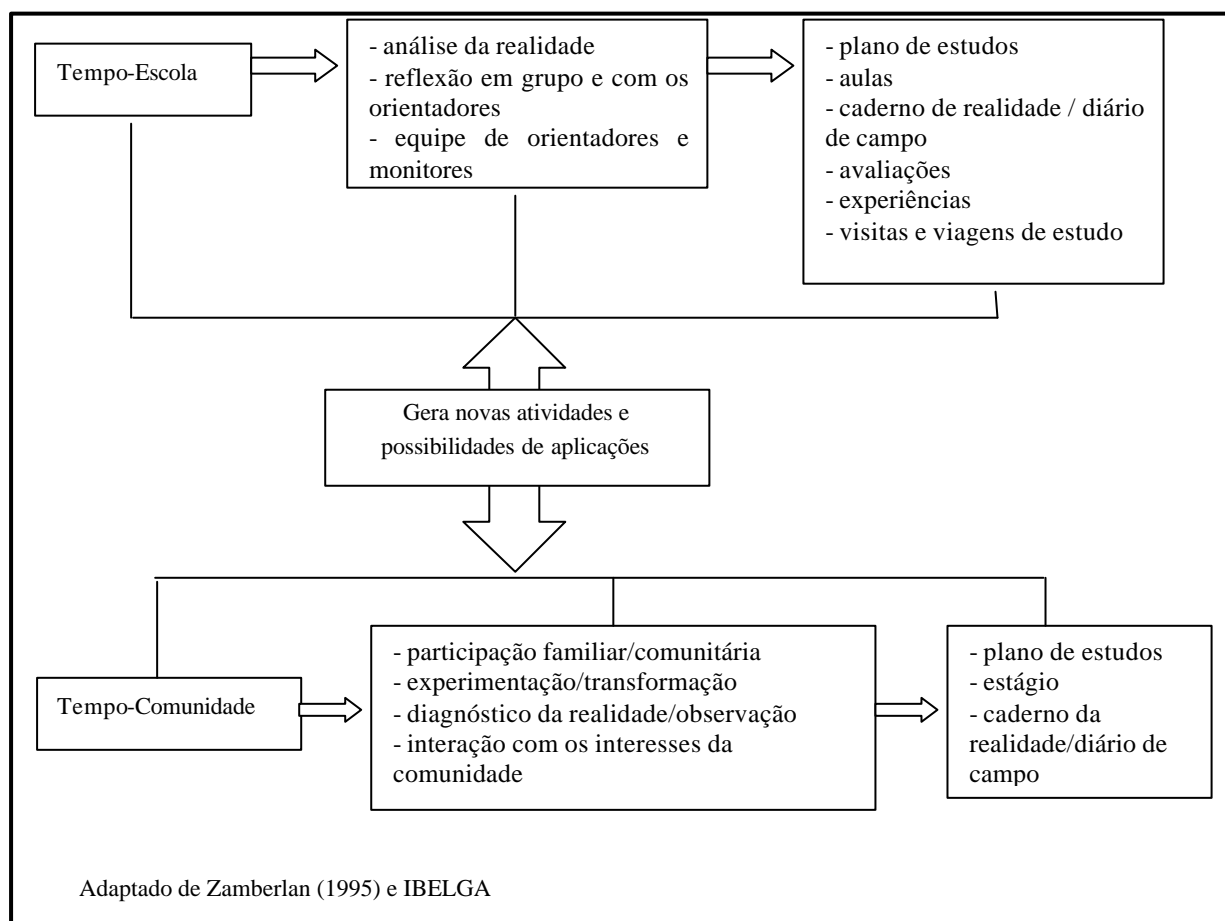 Tempo-Escola
- análise da realidade
- reflexão em grupo e com os
orientadores
- equipe de orientadores e
monitores
- plano de estudos
- aulas
- caderno de realidade / diário
de campo
- avaliações
- experiências
- visitas e viagens de estudo
Gera novas atividades e
possibilidades de aplicações
Tempo-Comunidade
- participação familiar/comunitária
- experimentação/transformação
- diagnóstico da realidade/observação
- interação com os interesses da
comunidade
- plano de estudos
- estágio
- caderno da
realidade/diário de
campo
Adaptado de Zamberlan (1995) e IBELGA